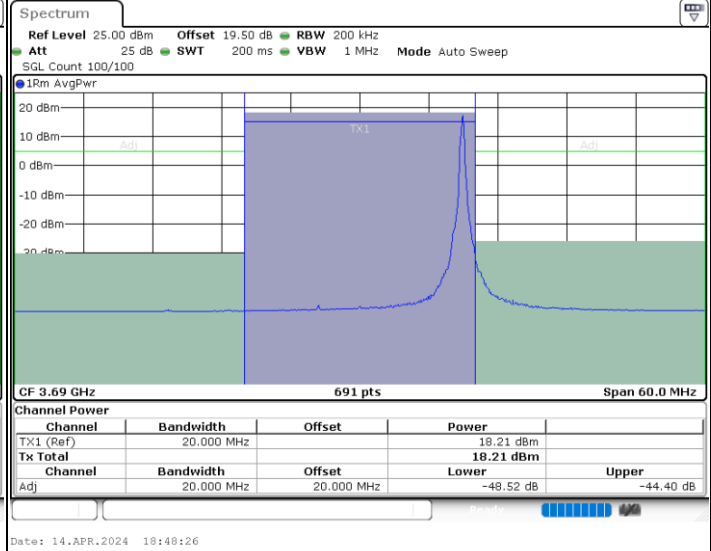 Spectrum
Ref Level 25.00 dBm Offset 19.50 dB RBW 200 kHz
Att 25 dB SWT 200 ms VBW 1 MHz Mode Auto Sweep
SGL Count 100/100
1Rm AvgPwr
20 dBm
TX1
10 dBm
Adj Adj
0 dBm
-10 dBm
-20 dBm
-30 dBm
CF 3.69 GHz 691 pts Span 60.0 MHz
Channel Power
Channel Bandwidth Offset Power
TX1 (Ref) 20.000 MHz 18.21 dBm
Tx Total 18.21 dBm
Channel Bandwidth Offset Lower Upper
Adj 20.000 MHz 20.000 MHz -48.52 dB -44.40 dB
Ready
Date: 14.APR.2024 18:48:26